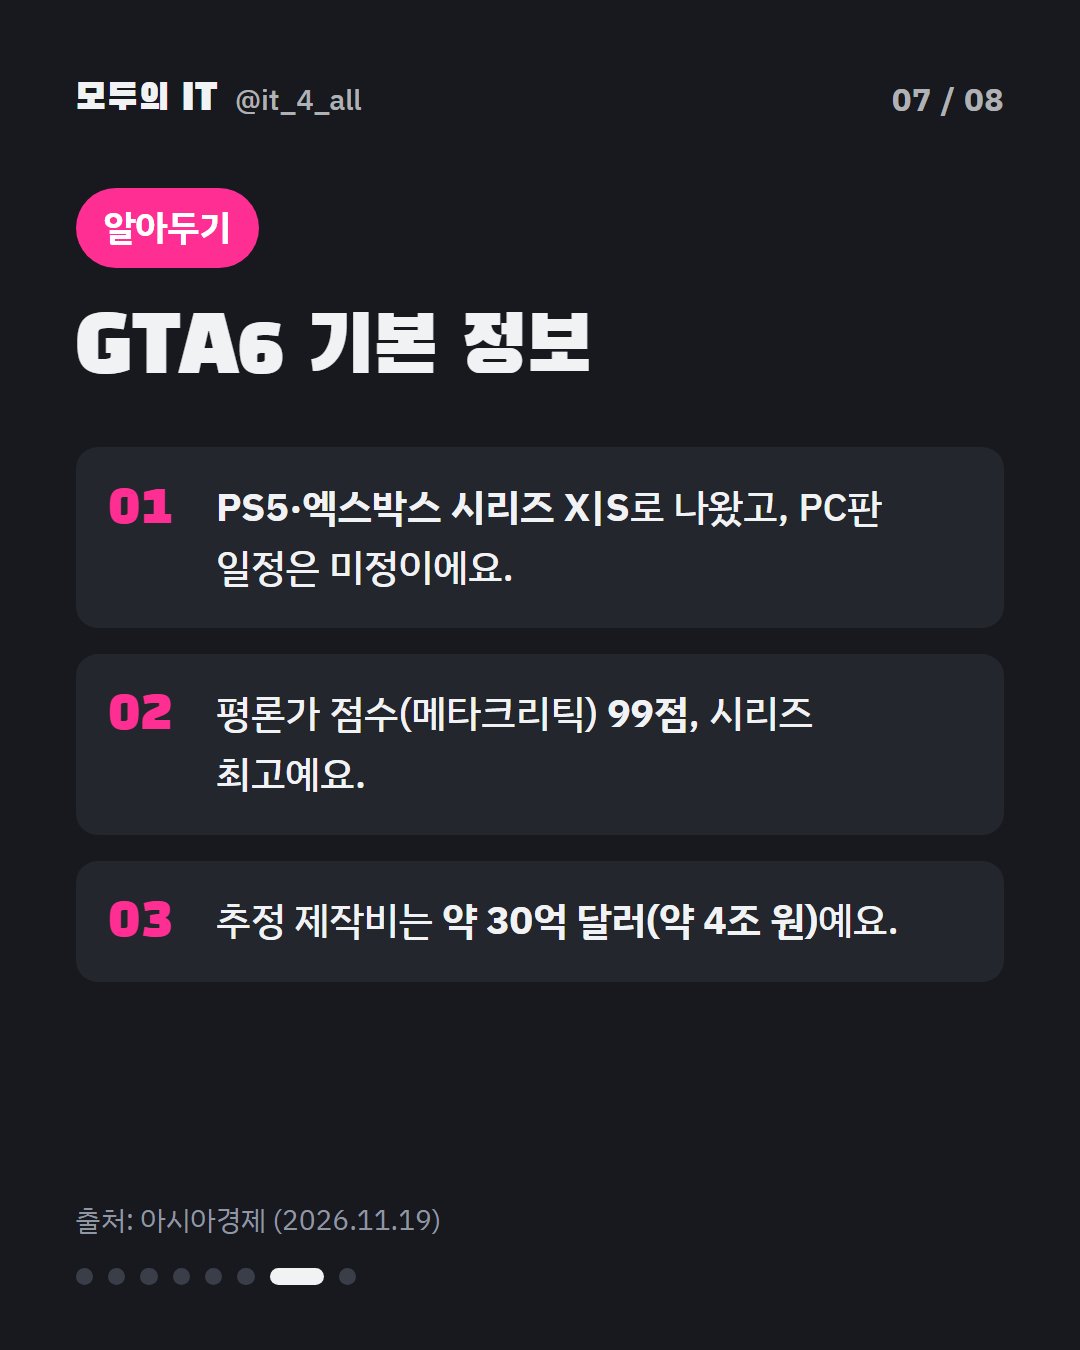 모두의 IT @it_4_all
07 / 08
알아두기
GTA6 기본 정보
01 PS5·엑스박스 시리즈 X|S로 나왔고, PC판
일정은 미정이에요.
02 평론가 점수(메타크리틱) 99점, 시리즈
최고예요.
03 추정 제작비는 약 30억 달러(약 4조 원)예요.
출처: 아시아경제 (2026.11.19)